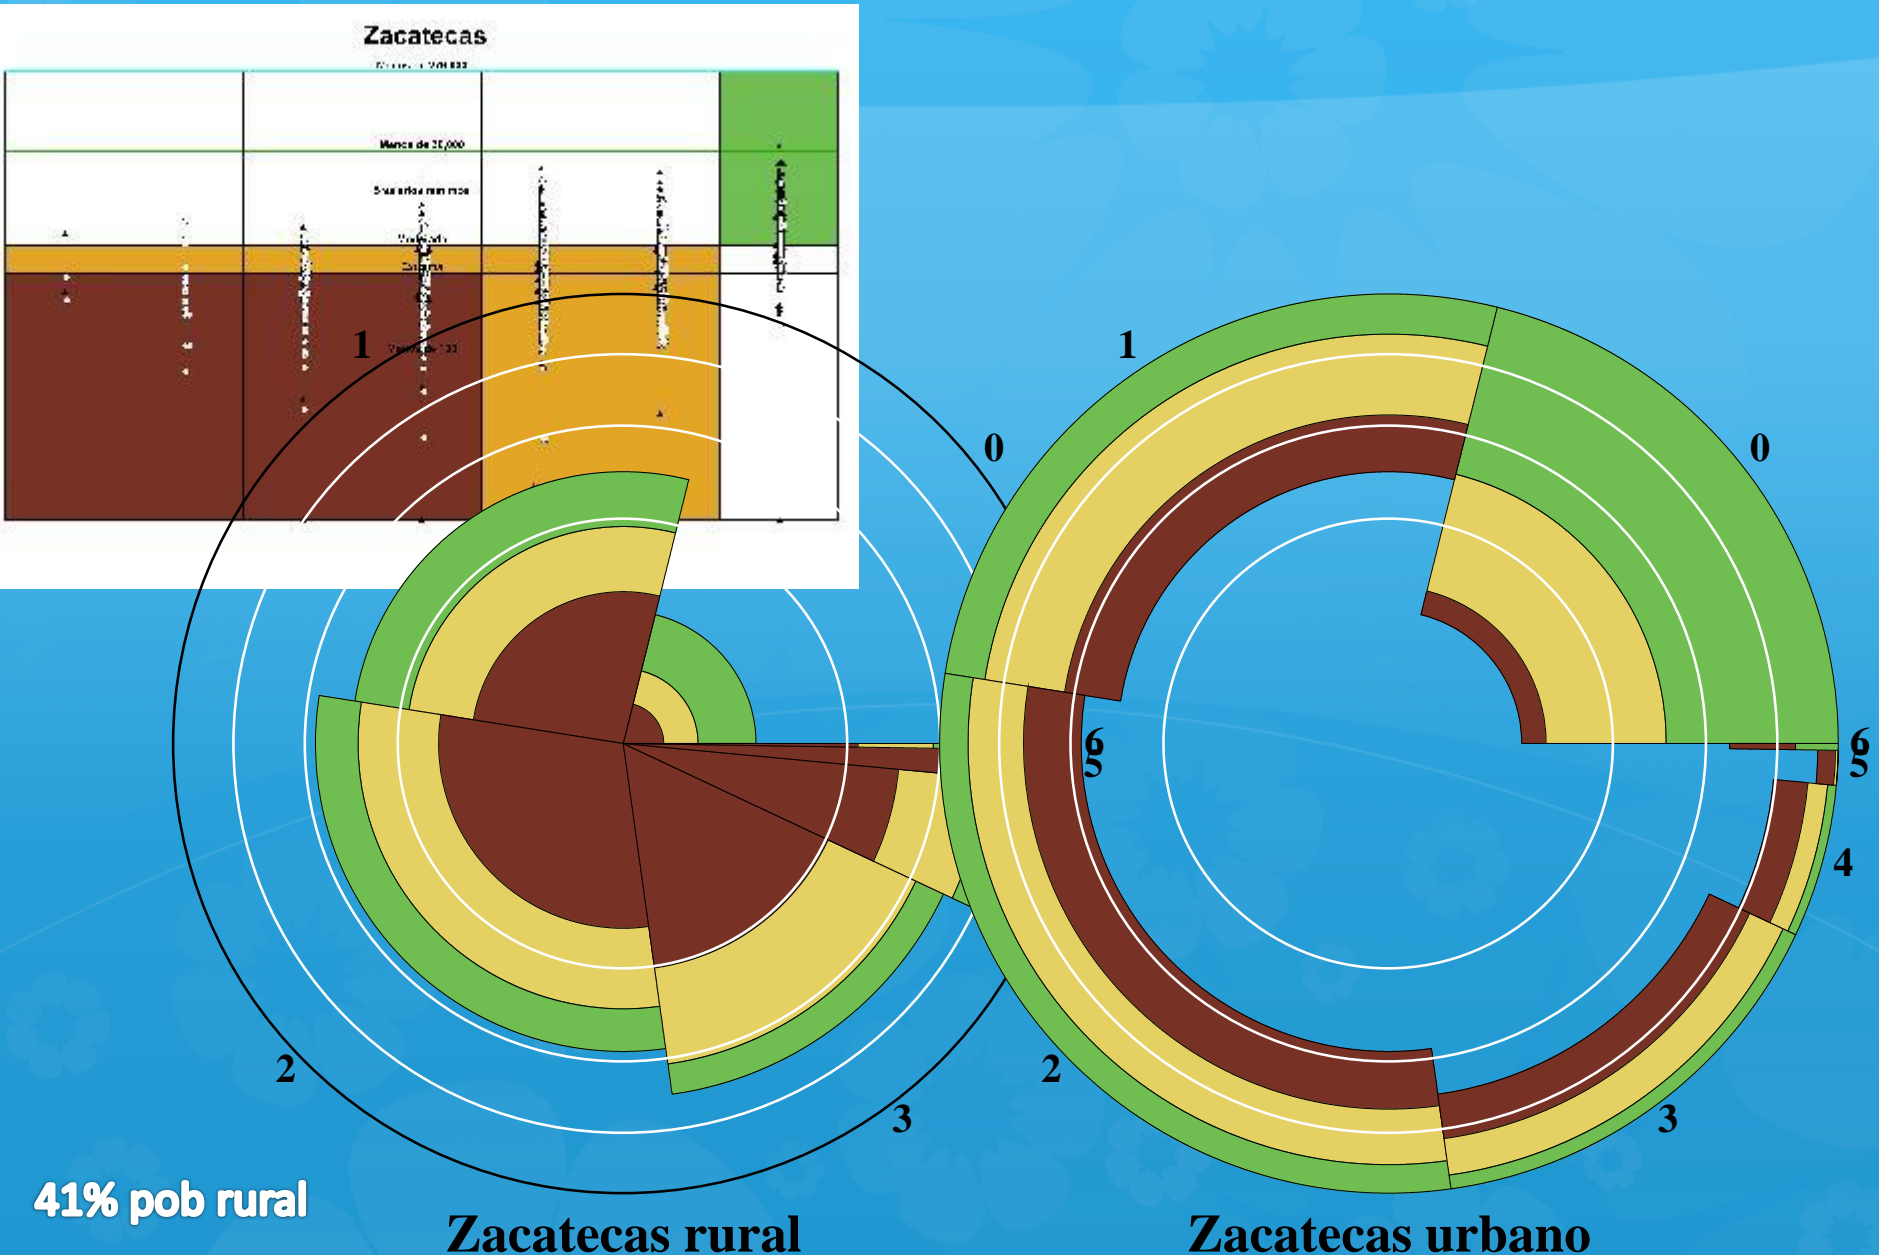 Zacatecas
Menos de 20,000
1
0
1
0
6
5
6
5
4
2
3
2
3
41% pob rural
Zacatecas rural
Zacatecas urbano